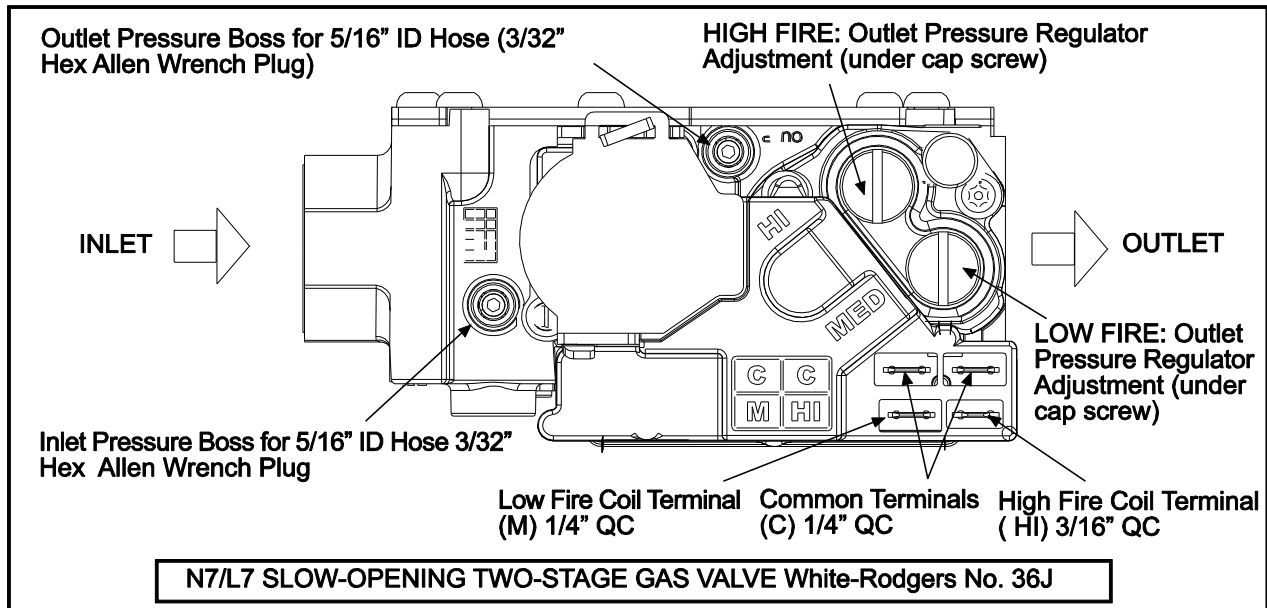 Outlet Pressure Boss for 5/16” ID Hose (3/32”
Hex Allen Wrench Plug)
HIGH FIRE: Outlet Pressure Regulator
Adjustment (under cap screw)
INLET
OUTLET
HI
MED
LOW FIRE: Outlet
Pressure Regulator
Adjustment (under
cap screw)
C C
M HI
Inlet Pressure Boss for 5/16” ID Hose 3/32”
Hex Allen Wrench Plug
Low Fire Coil Terminal
(M) 1/4” QC
Common Terminals
(C) 1/4” QC
High Fire Coil Terminal
( HI) 3/16” QC
N7/L7 SLOW-OPENING TWO-STAGE GAS VALVE White-Rodgers No. 36J